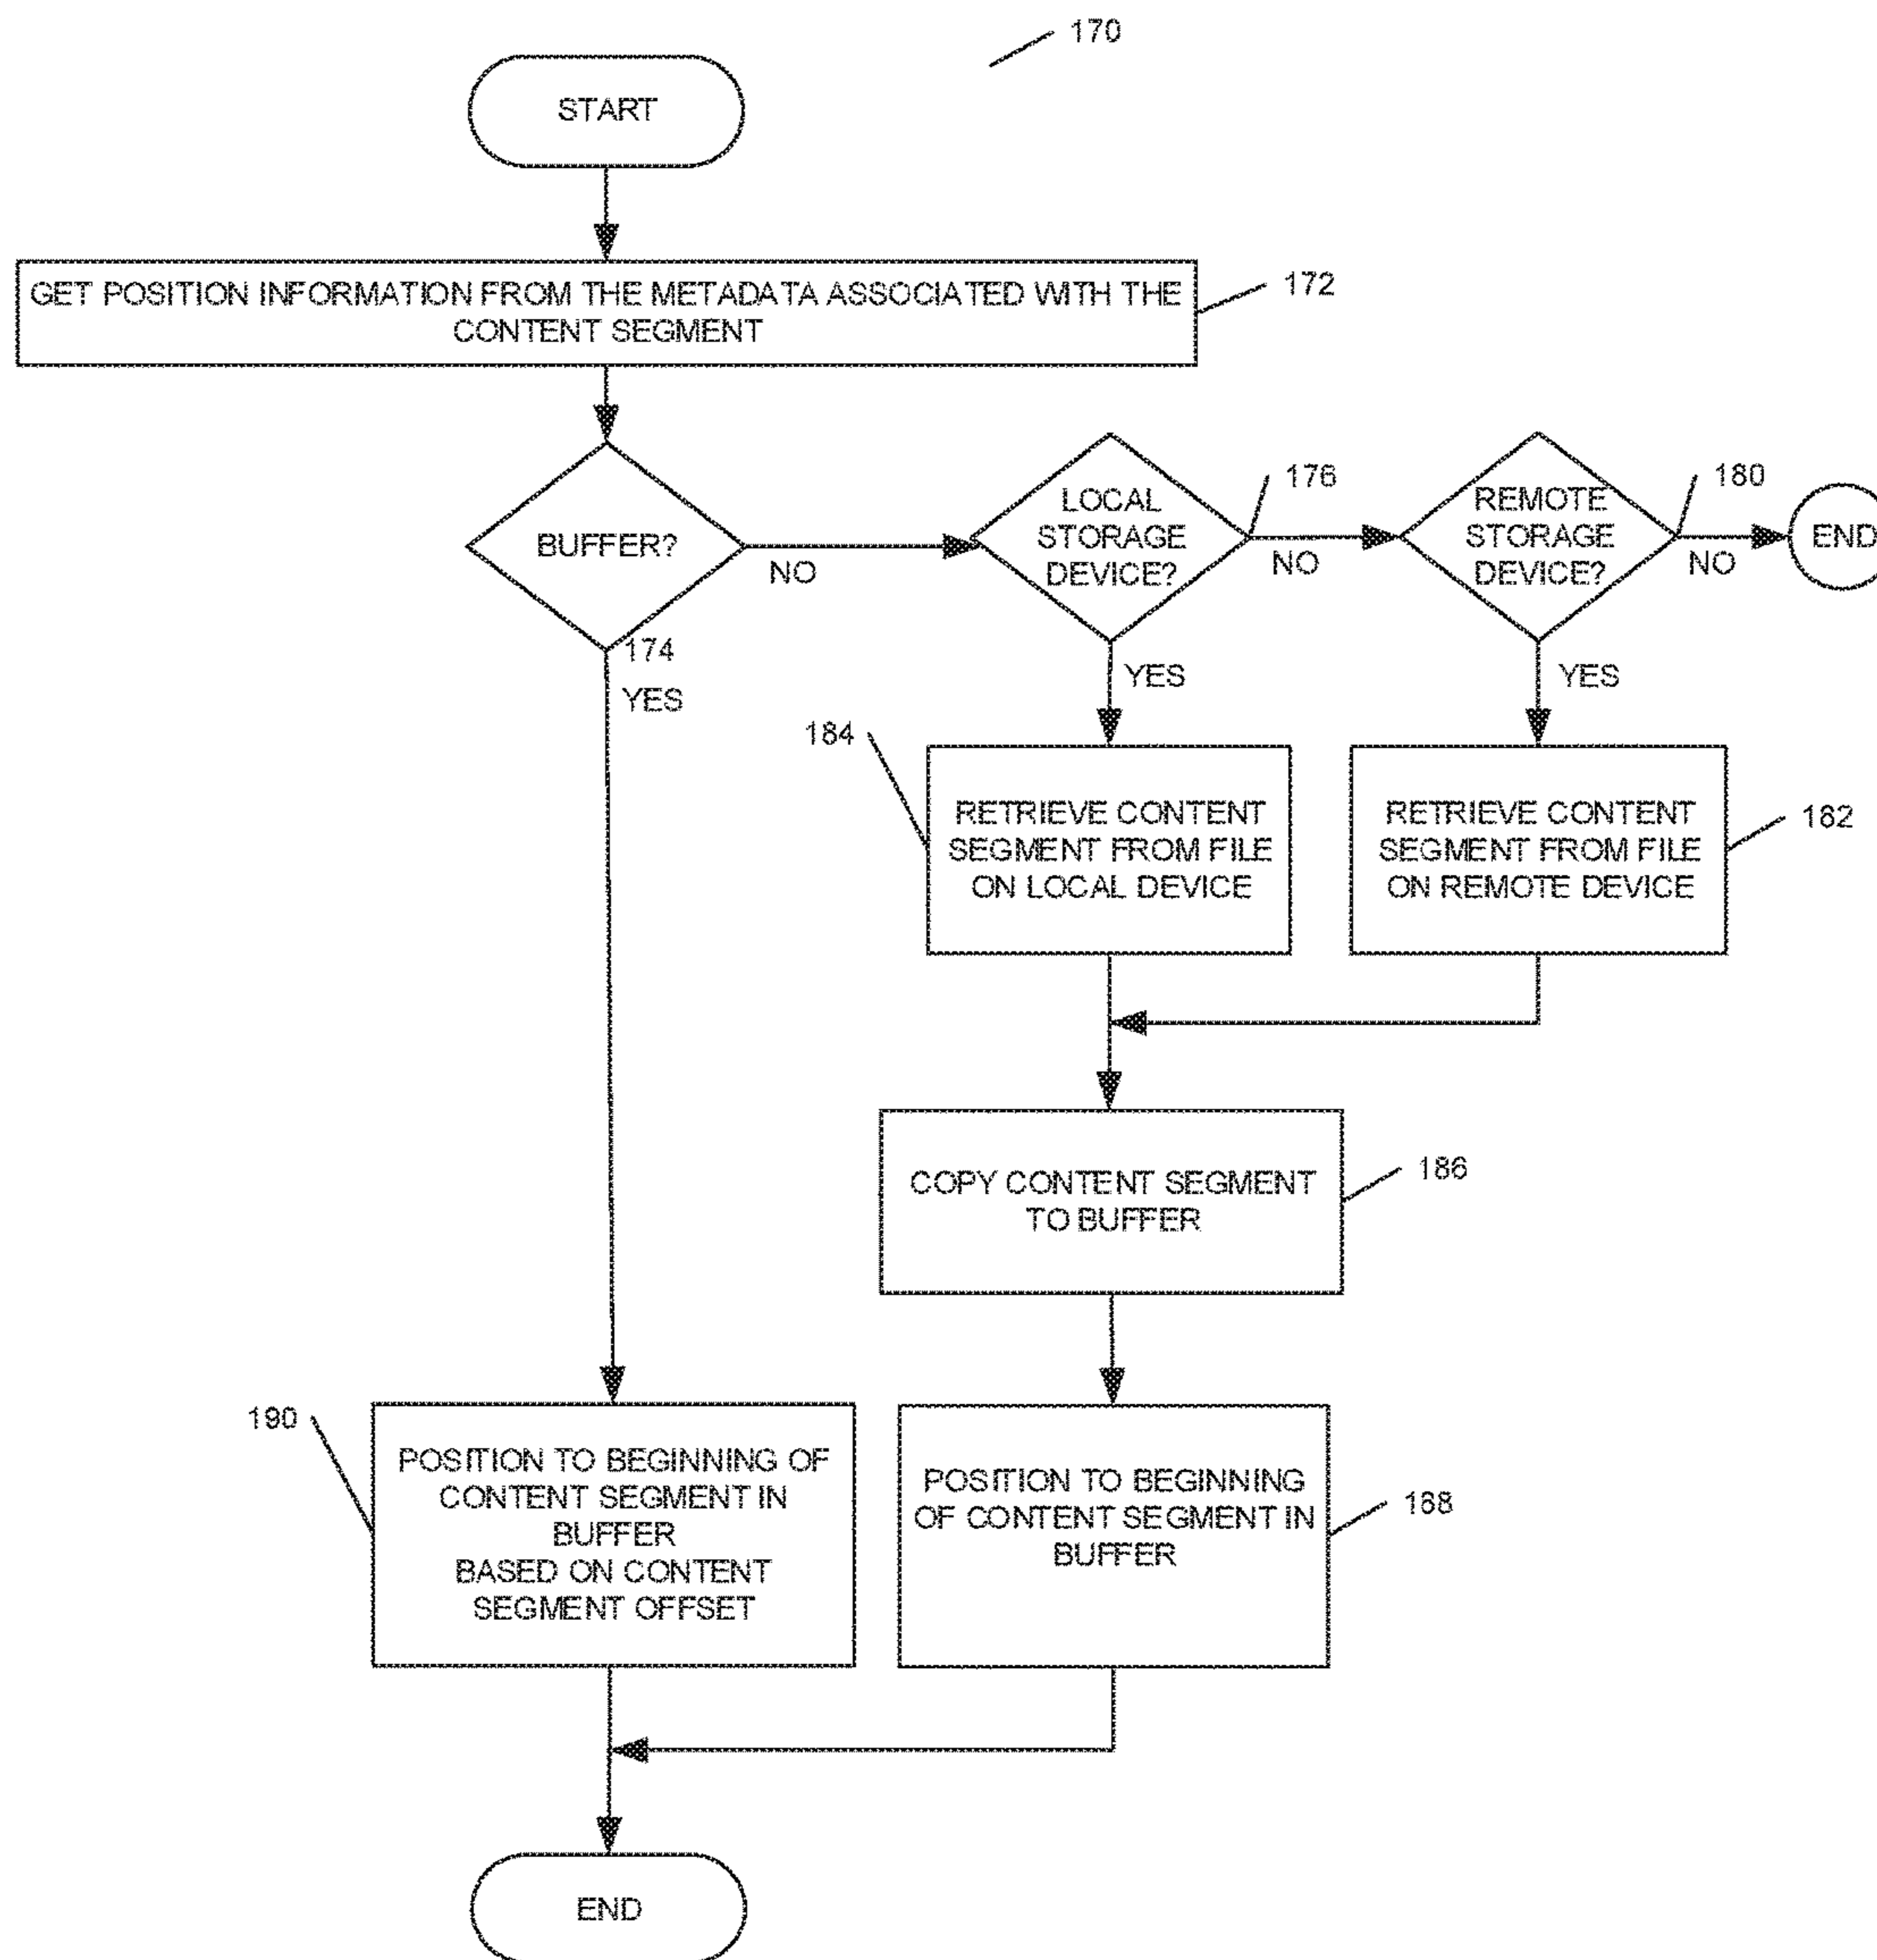 170
START
GET POSITION INFORMATION FROM THE METADATA ASSOCIATED WITH THE
CONTENT SEGMENT
172
BUFFER?
174
YES
NO
LOCAL
STORAGE
DEVICE?
176
NO
YES
REMOTE
STORAGE
DEVICE?
180
NO
YES
END
184
RETRIEVE CONTENT
SEGMENT FROM FILE
ON LOCAL DEVICE
RETRIEVE CONTENT
SEGMENT FROM FILE
ON REMOTE DEVICE
182
COPY CONTENT SEGMENT
TO BUFFER
186
190
POSITION TO BEGINNING OF
CONTENT SEGMENT IN
BUFFER
BASED ON CONTENT
SEGMENT OFFSET
POSITION TO BEGINNING
OF CONTENT SEGMENT IN
BUFFER
168
END